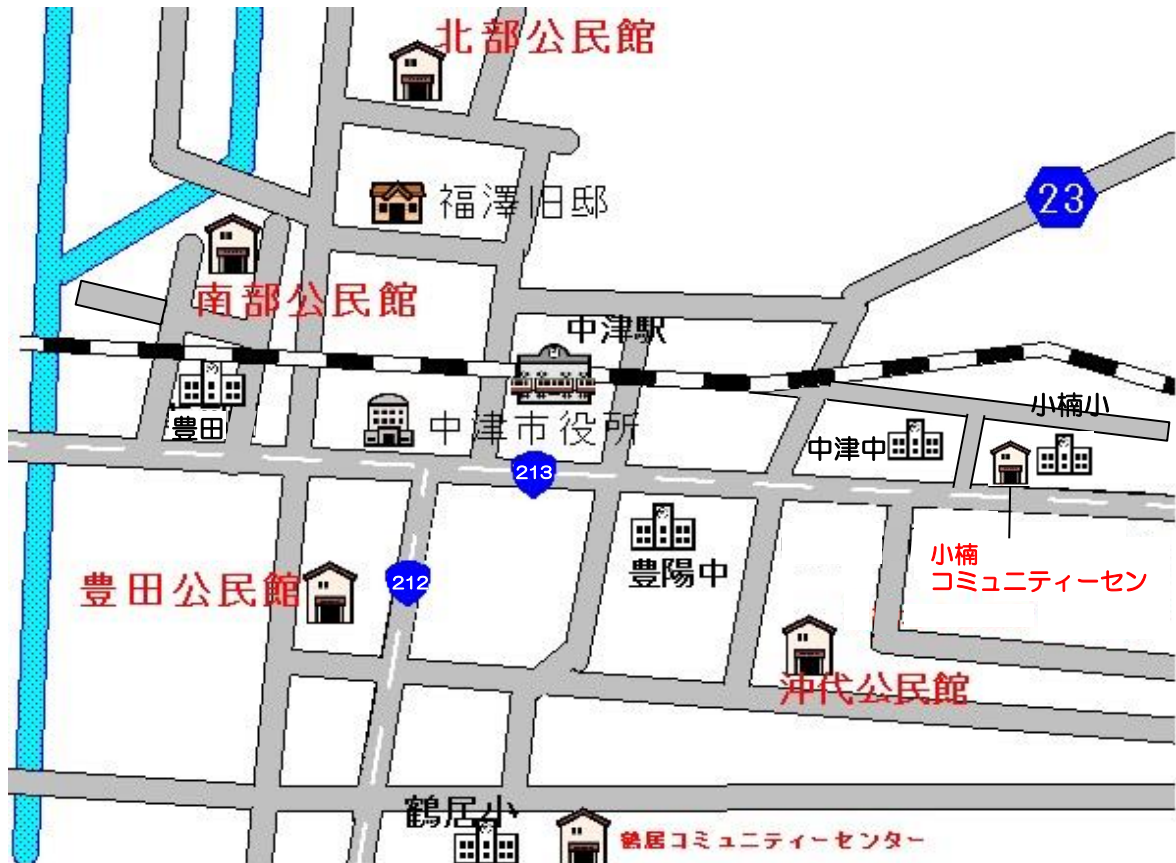 北部公民館
23
福澤旧邸
南部公民館
中津駅
小楠小
豊田
中津市役所
中津中
213
小楠
コミュニティーセン
豊陽中
212
豊田公民館
沖代公民館
鶴居小
鶴居コミュニティーセンター